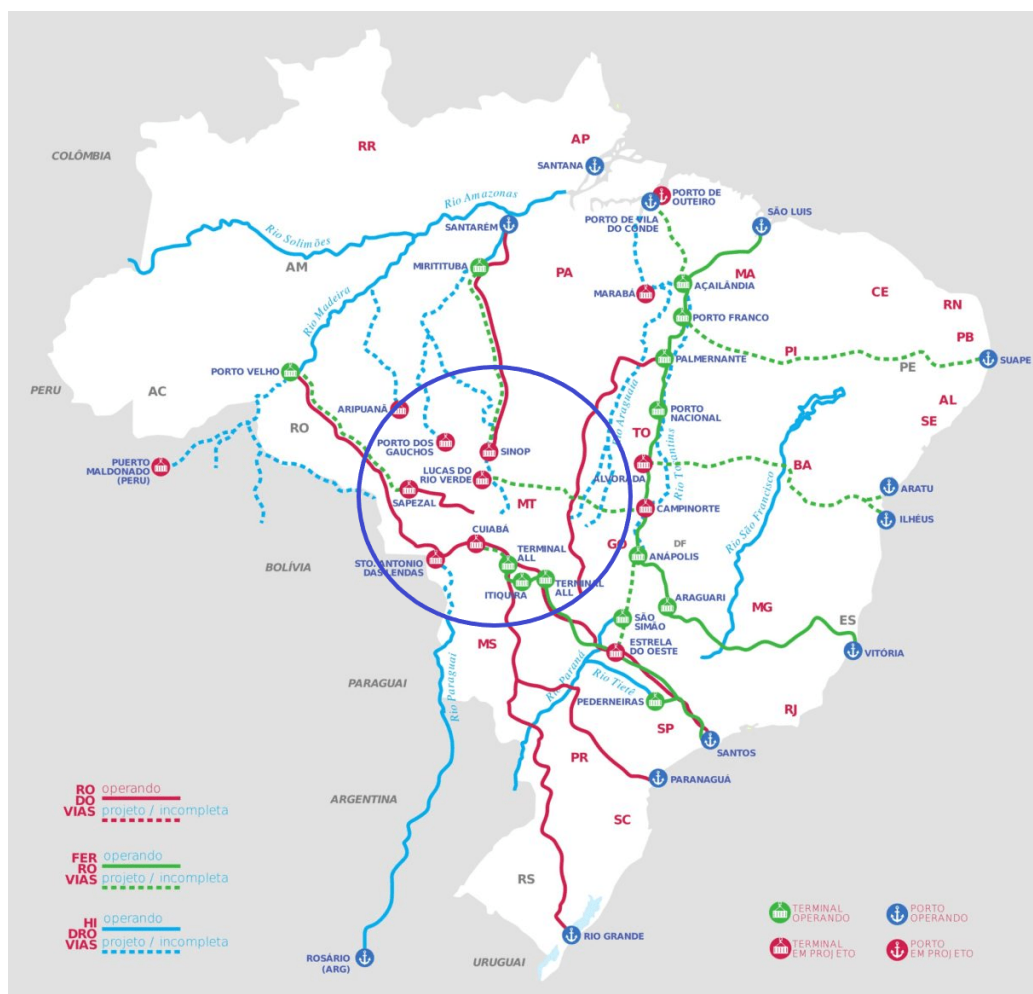 RR
AP
COLÔMBIA
SANTANA
Rio Amazonas
PORTO DE
OUTEIRO
SANTARÉM
PORTO DE VILA
DO CONDE
SÃO LUIS
Rio Solimões
AM
MIRITITUBA
PA
MA
AÇAILÂNDIA
MARABÁ
CE
RN
Rio Madeira
PORTO FRANCO
PB
PI
PALMERNANTE
SUAPE
PORTO VELHO
PE
PERU
AC
AL
ARIPUANÃ
Rio Araguaia
PORTO
NACIONAL
SE
RO
TO
PORTO DOS
GAUCHOS
SINOP
Rio Tocantins
PUERTO
MALDONADO
(PERU)
LUCAS DO
RIO VERDE
ALVORADA
BA
SAPEZAL
ARATU
MT
CAMPINORTE
Rio São Francisco
ILHÉUS
CUIABÁ
GO
DF
STO. ANTONIO
DAS LENDAS
TERMINAL
ALL
ANÁPOLIS
BOLÍVIA
ITIQUIRA
TERMINAL
ALL
ARAGUARI
MG
ES
SÃO
SIMÃO
MS
ESTRELA
DO OESTE
VITÓRIA
Rio Paraná
PARAGUAI
Rio Paraguai
Rio Tietê
PEDERNEIRAS
RJ
SP
SANTOS
PR
PARANAGUÁ
ARGENTINA
SC
RS
RIO GRANDE
ROSÁRIO
(ARG)
URUGUAI
RO
DO
VIAS
operando
projeto / incompleta
FER
RO
VIAS
operando
projeto / incompleta
HI
DRO
VIAS
operando
projeto / incompleta
TERMINAL
OPERANDO
PORTO
OPERANDO
TERMINAL
EM PROJETO
PORTO
EM PROJETO